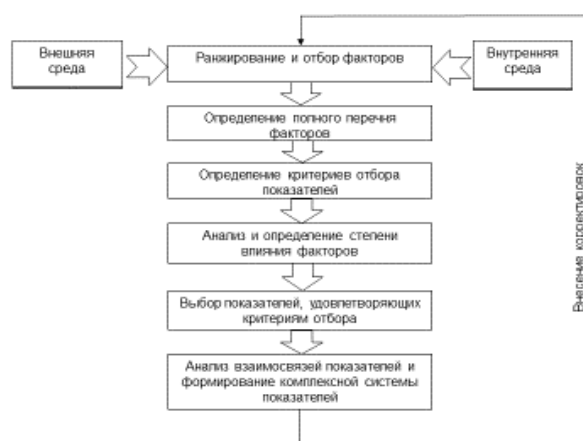 Внешняя
среда
Ранжирование и отбор факторов
Внутренняя
среда
Определение полного перечня
факторов
Определение критериев отбора
показателей
Анализ и определение степени
влияния факторов
Выбор показателей, удовлетворяющих
критериям отбора
Анализ взаимосвязей показателей и
формирование комплексной системы
показателей
Внесение корректировок